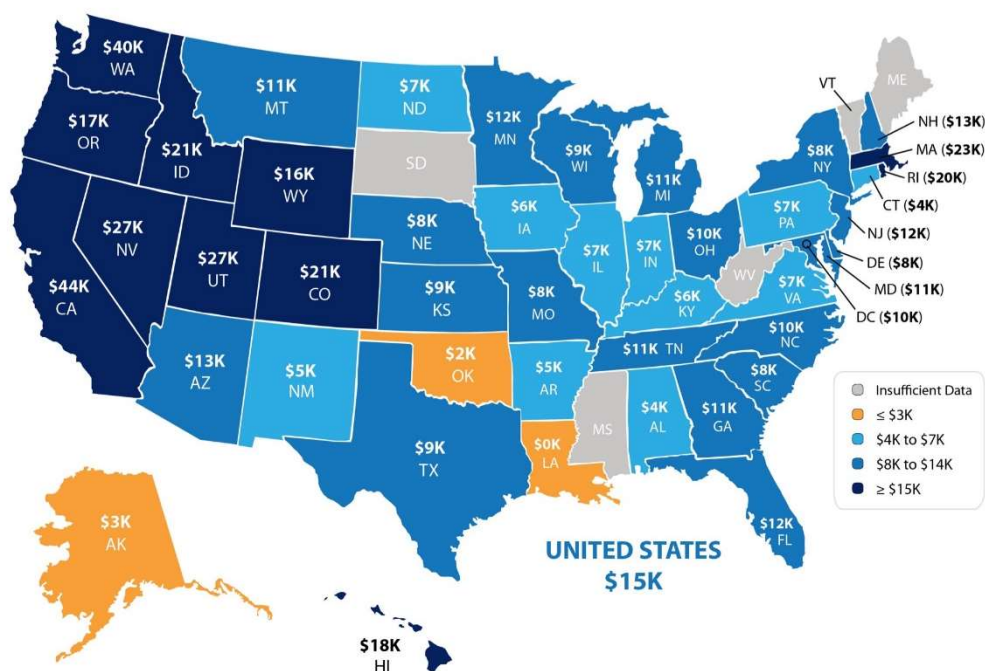 $40K
WA
$11K
MT
$7K
ND
$12K
MN
VT
ME
NH ($13K)
MA ($23K)
RI ($20K)
CT ($4K)
NJ ($12K)
DE ($8K)
MD ($11K)
DC ($10K)
$17K
OR
$21K
ID
$16K
WY
SD
$9K
WI
$11K
MI
$8K
NY
$27K
NV
$27K
UT
$21K
CO
$8K
NE
$6K
IA
$7K
IL
$7K
IN
$10K
OH
$7K
PA
WV
$7K
VA
$44K
CA
$9K
KS
$8K
MO
$6K
KY
$13K
AZ
$5K
NM
$2K
OK
$5K
AR
$11K TN
$10K
NC
$8K
SC
$9K
TX
$0K
LA
MS
$4K
AL
$11K
GA
$12K
FL
Insufficient Data
≤ $3K
$4K to $7K
$8K to $14K
≥ $15K
$3K
AK
$18K
HI
UNITED STATES
$15K